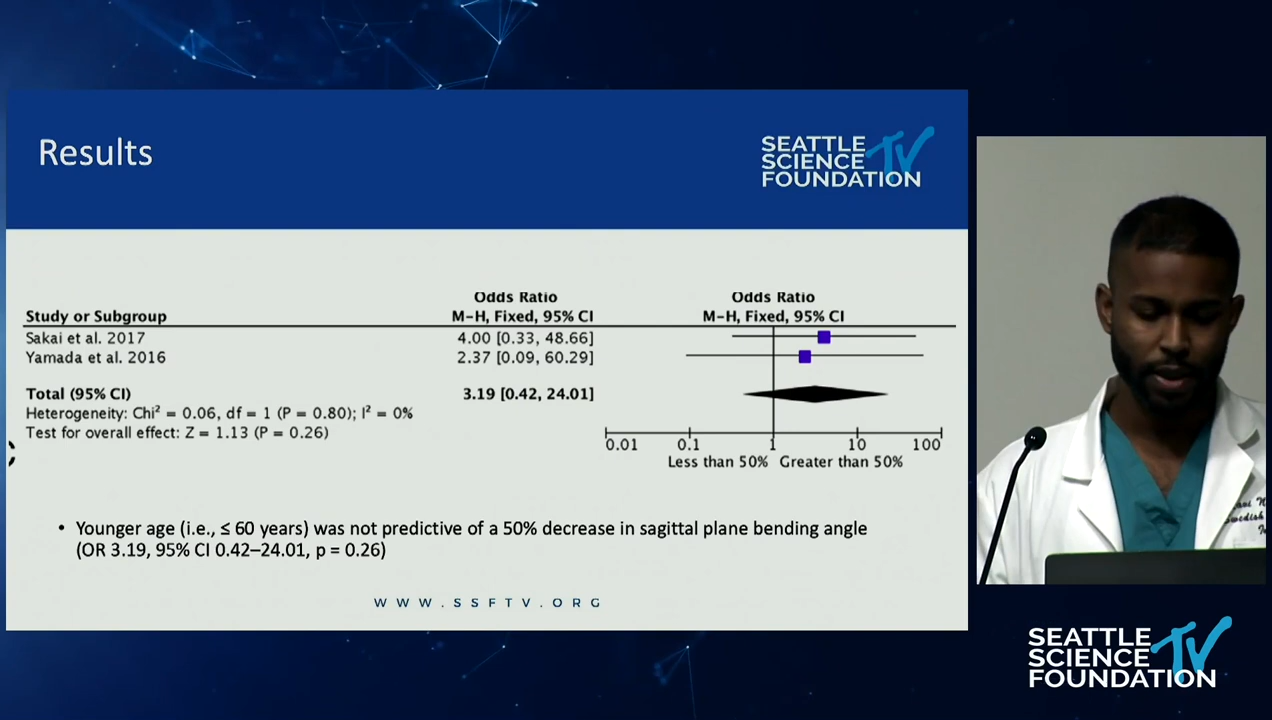 Results
SEATTLE
SCIENCE TV
FOUNDATION
Odds Ratio
Odds Ratio
Study or Subgroup
M-H, Fixed, 95% CI
M-H, Fixed, 95% CI
Sakai et al. 2017
4.00 [0.33, 48.66]
Yamada et al. 2016
2.37 [0.09, 60.29]
Total (95% CI)
3.19 [0.42, 24.01]
Heterogeneity: Chi² = 0.06, df = 1 (P = 0.80); I² = 0%
Test for overall effect: Z = 1.13 (P = 0.26)
0.01 0.1 1 10 100
Less than 50% Greater than 50%
• Younger age (i.e., ≤ 60 years) was not predictive of a 50% decrease in sagittal plane bending angle
(OR 3.19, 95% CI 0.42–24.01, p = 0.26)
WWW.SSFTV.ORG
SEATTLE
SCIENCE TV
FOUNDATION